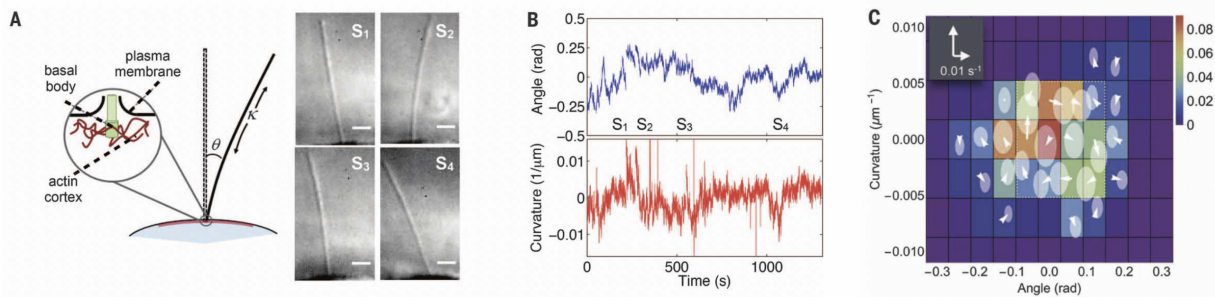 A
basal
body
plasma
membrane
actin
cortex
θ
κ
S1
S2
S3
S4
B
Angle (rad)
0.5
0.25
0
-0.25
-0.5
S1 S2 S3 S4
Curvature (1/μm)
0.01
0
-0.01
0 500 1000
Time (s)
C
Curvature (μm⁻¹)
0.010
0.005
0.000
-0.005
-0.010
0.01 s⁻¹
-0.3 -0.2 -0.1 0.0 0.1 0.2 0.3
Angle (rad)
0.08
0.06
0.04
0.02
0